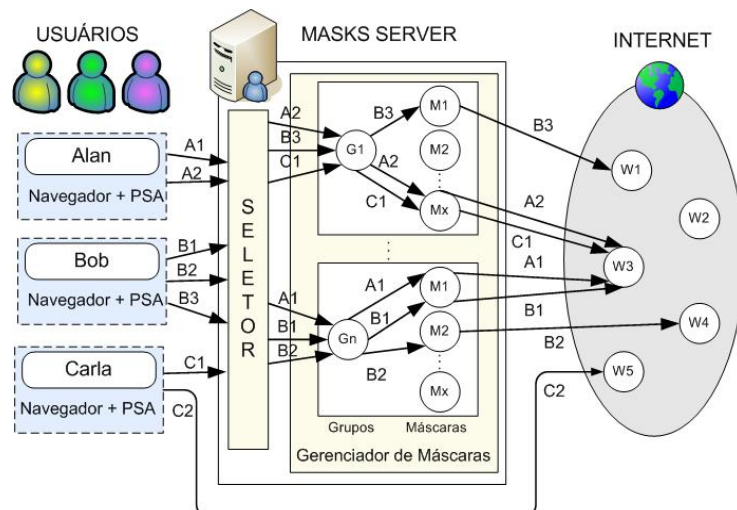 USUÁRIOS
MASKS SERVER
INTERNET
Alan
Navegador + PSA
A1
A2
Bob
Navegador + PSA
B1
B2
B3
Carla
Navegador + PSA
C1
C2
SELETOR
A2
B3
C1
G1
B3
A2
C1
M1
M2
Mx
A1
B1
B2
Gn
A1
B1
B2
M1
M2
Mx
Grupos
Máscaras
Gerenciador de Máscaras
B3
A2
C1
A1
B1
B2
C2
W1
W2
W3
W4
W5